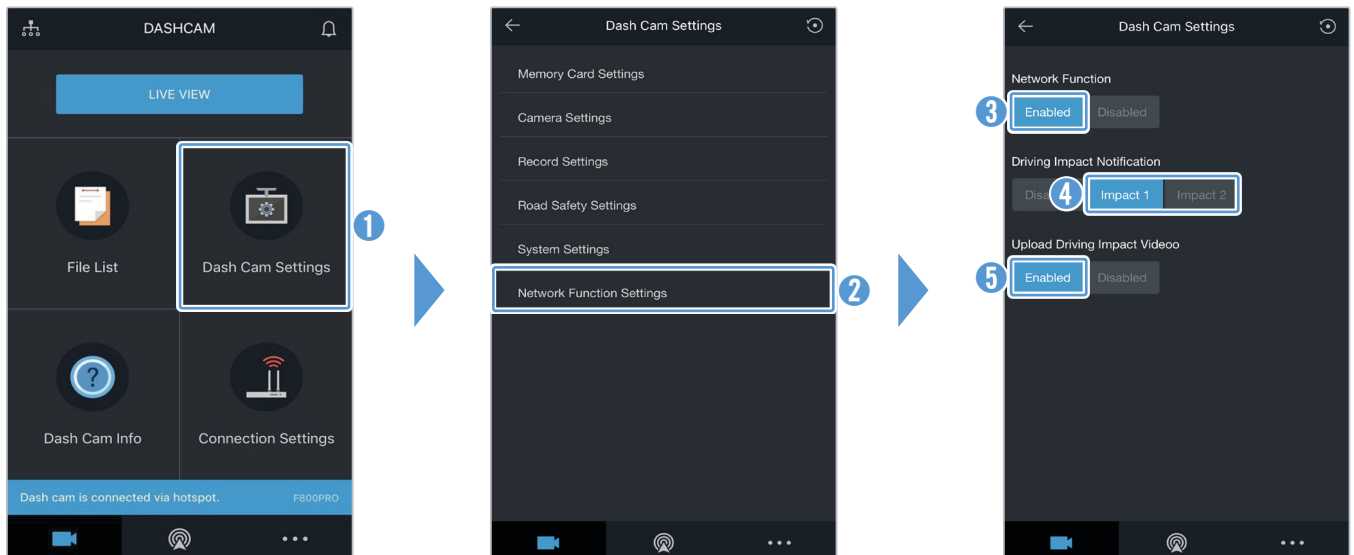 DASHCAM
LIVE VIEW
File List
Dash Cam Settings
1
Dash Cam Info
Connection Settings
Dash cam is connected via hotspot.
F800PRO
Dash Cam Settings
Memory Card Settings
Camera Settings
Record Settings
Road Safety Settings
System Settings
Network Function Settings
2
Dash Cam Settings
Network Function
3 Enabled Disabled
Driving Impact Notification
Disa 4 Impact 1 Impact 2
Upload Driving Impact Videoo
5 Enabled Disabled